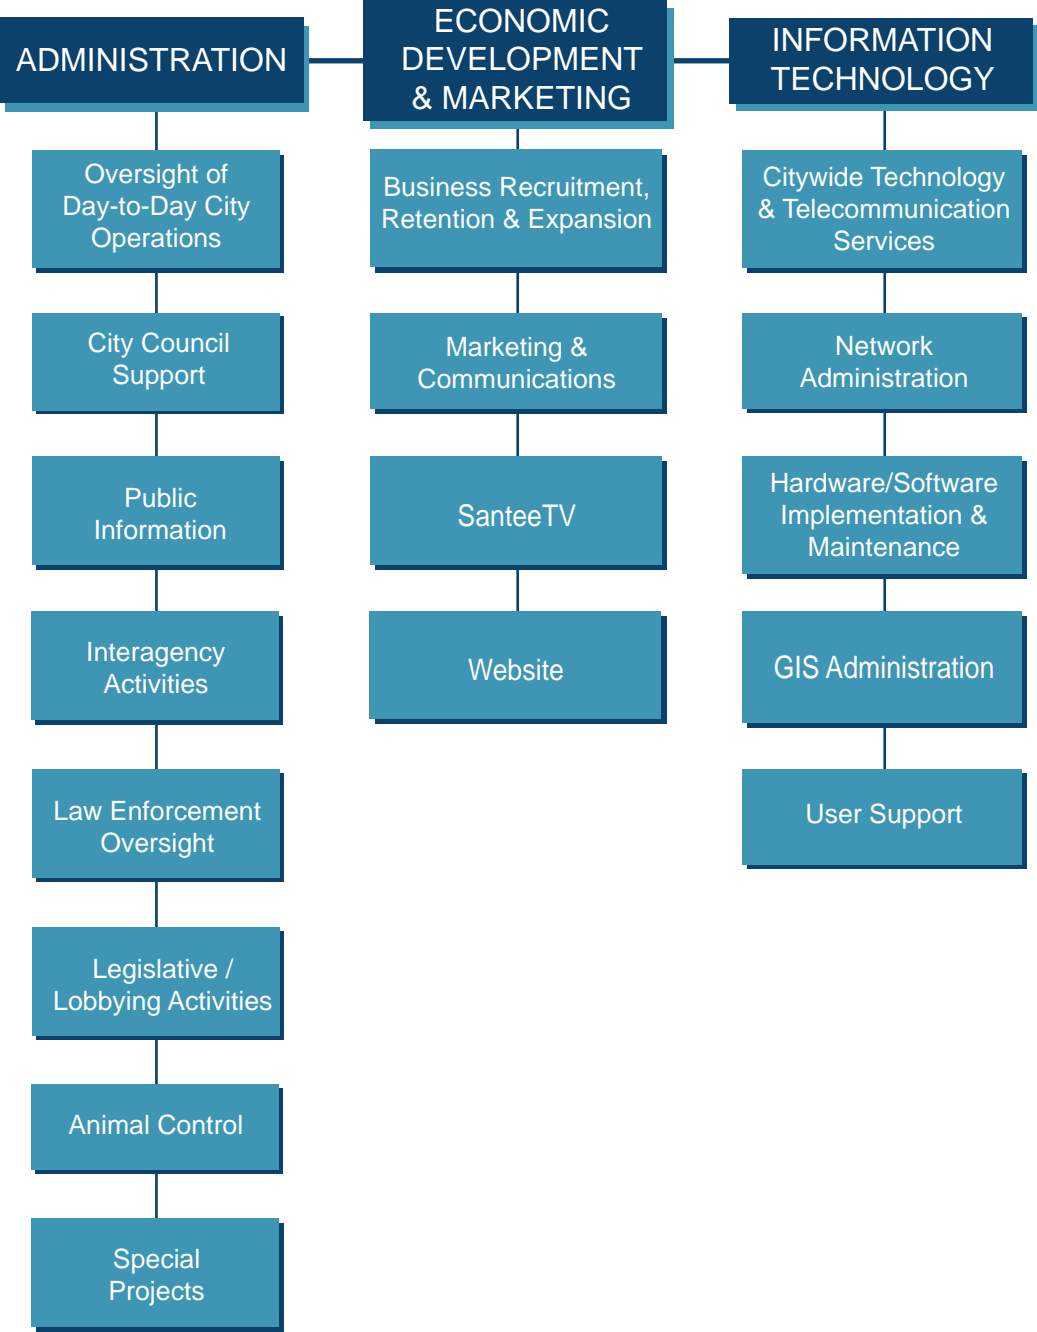 ADMINISTRATION
ECONOMIC
DEVELOPMENT
& MARKETING
INFORMATION
TECHNOLOGY
Oversight of
Day-to-Day City
Operations
City Council
Support
Public
Information
Interagency
Activities
Law Enforcement
Oversight
Legislative /
Lobbying Activities
Animal Control
Special
Projects
Business Recruitment,
Retention & Expansion
Marketing &
Communications
SanteeTV
Website
Citywide Technology
& Telecommunication
Services
Network
Administration
Hardware/Software
Implementation &
Maintenance
GIS Administration
User Support